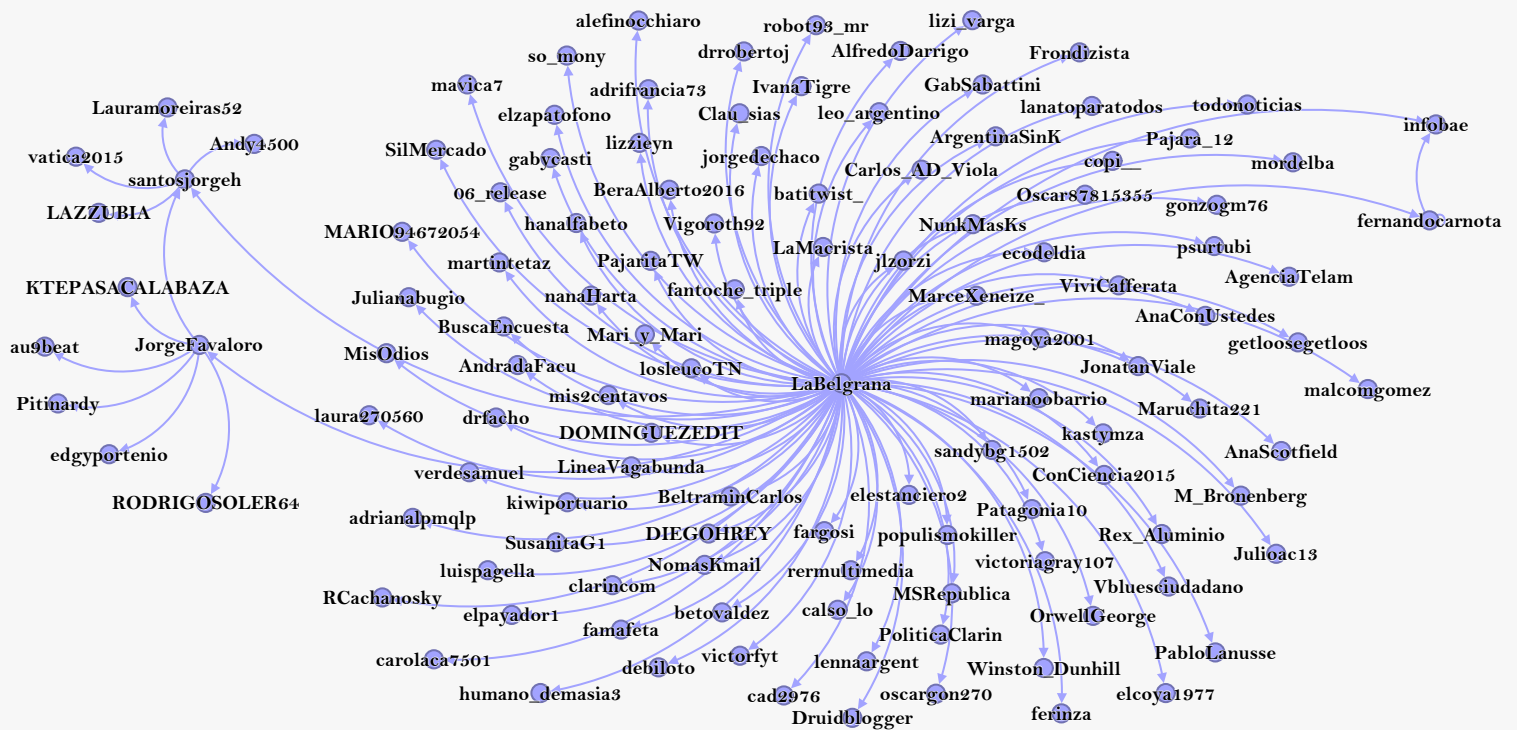 alefinocchiaro
robot93_mr
lizi_varga
so_mony
drrobertoj
AlfredoDarrigo
Frondizista
mavica7
adrifrancia73
IvanaTigre
GabSabattini
Lauramoreiras52
elzapatofono
Clau_sias
leo_argentino
lanatoparatodos
todonoticias
infobae
Andy4500
SilMercado
gabycasti
lizzieyn
jorgedechaco
ArgentinaSinK
Pajara_12
vatica2015
santosjorgeh
06_release
BeraAlberto2016
batitwist_
Carlos_AD_Viola
copi__
mordelba
LAZZUBIA
MARIO94672054
hanalfabeto
Vigoroth92
NunkMasKs
Oscar87815355
gonzogm76
fernandocarnota
martintetaz
PajaritaTW
LaMacrista
jlzorzi
ecodeldia
psurtubi
AgenciaTelam
KTEPASACALABAZA
Julianabugio
nanaHarta
fantoche_triple
MarceXeneize_
ViviCafferata
AnaConUstedes
au9beat
JorgeFavaloro
MisOdios
BuscaEncuesta
Mari_y_Mari
magoya2001
getloosegetloos
AndradaFacu
losleucoTN
LaBelgrana
JonatanViale
malcomgomez
Pitinardy
laura270560
drfacho
mis2centavos
marianoobarrio
Maruchita221
DOMINGUEZEDIT
kastymza
edgyportenio
verdesamuel
LineaVagabunda
sandybg1502
AnaScotfield
RODRIGOSOLER64
kiwiportuario
BeltraminCarlos
elestanciero2
ConCiencia2015
M_Bronenberg
adrianalpmqlp
SusanitaG1
DIEGOHREY
fargosi
populismokiller
Patagonia10
Rex_Aluminio
Julioac13
luispagella
clarincom
NomasKmail
rermultimedia
victoriagray107
Vbluesciudadano
RCachanosky
elpayador1
famafeta
betovaldez
calso_lo
MSRepublica
OrwellGeorge
carolaca7501
debiloto
victorfyt
lennaargent
PoliticaClarin
Winston_Dunhill
PabloLanusse
humano_demasia3
cad2976
Druidblogger
oscargon270
ferinza
elcoya1977